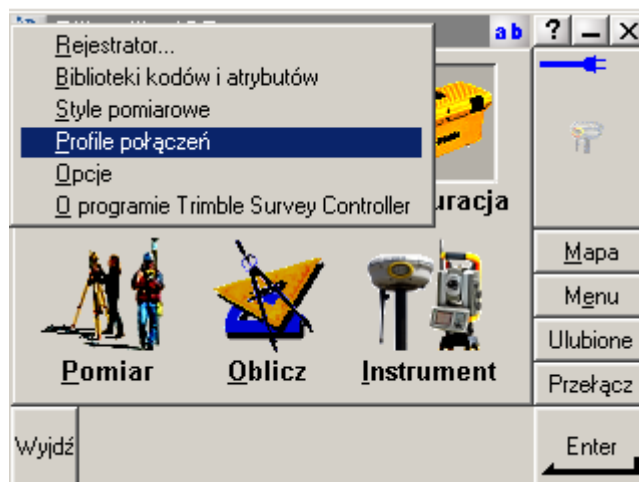 ab ? — X
Rejestrator...
Biblioteki kodów i atrybutów
Style pomiarowe
Profile połączeń
Opcje
O programie Trimble Survey Controller
uracja
Mapa
Menu
Ulubione
Przełącz
Pomiar
Oblicz
Instrument
Wyjdź
Enter